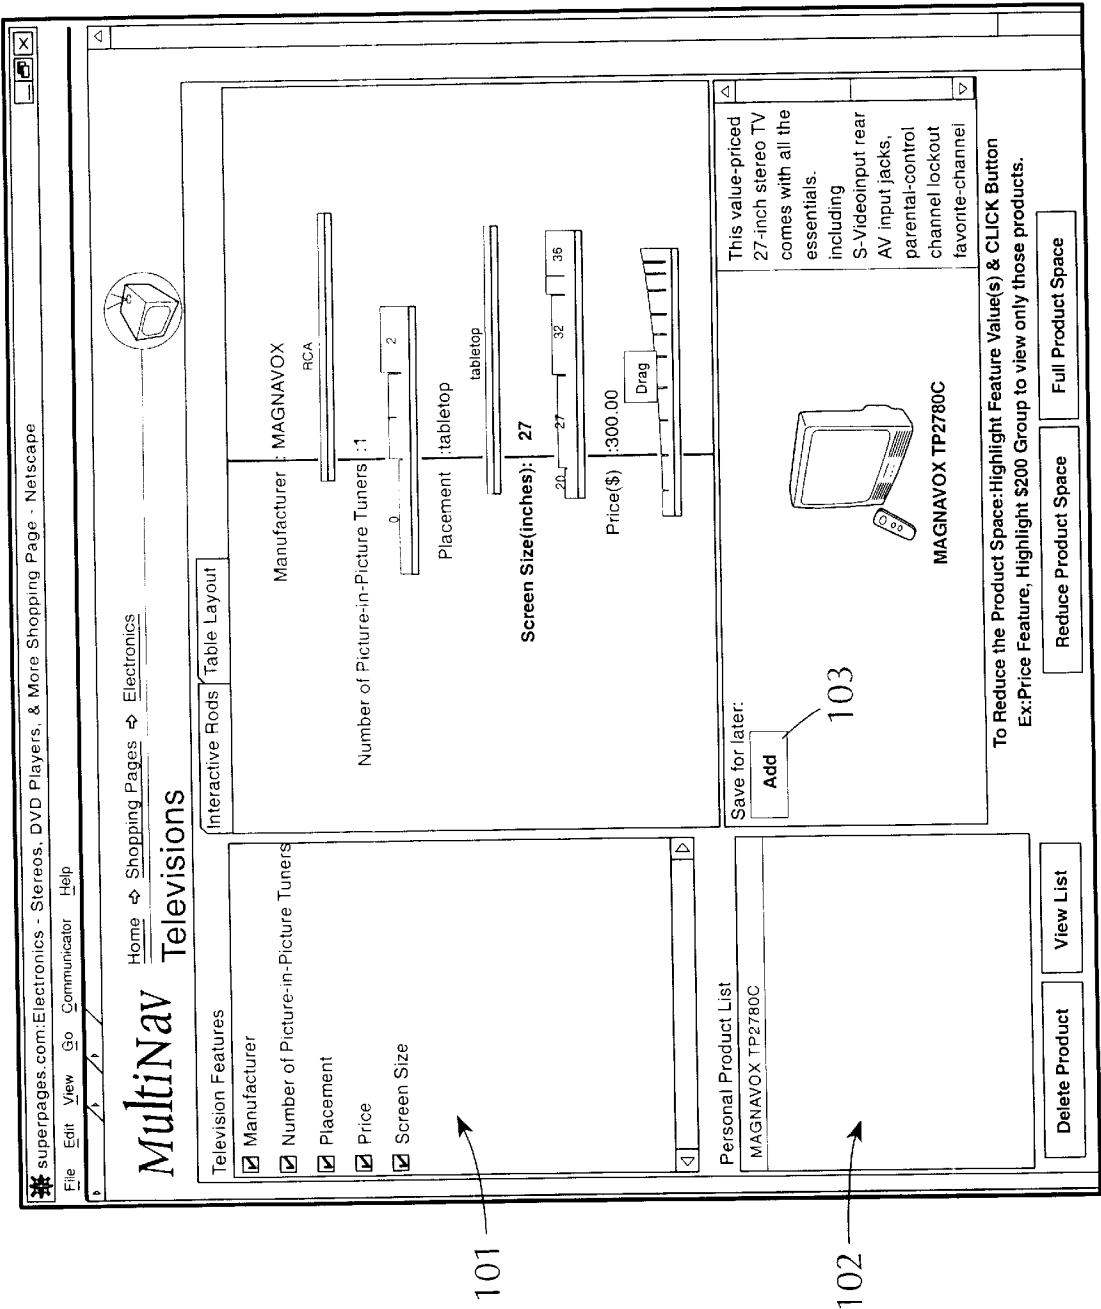 superpages.com:Electronics - Stereos, DVD Players, & More Shopping Page - Netscape
File Edit View Go Communicator Help
MultiNav
Home ➪ Shopping Pages ➪ Electronics
Televisions
Television Features
Manufacturer
Number of Picture-in-Picture Tuners
Placement
Price
Screen Size
101
Interactive Rods
Table Layout
Manufacturer : MAGNAVOX
RCA
Number of Picture-in-Picture Tuners :1
0 2
Placement :tabletop
tabletop
Screen Size(inches): 27
20 27 32 36
Price($) :300.00
Drag
Personal Product List
MAGNAVOX TP2780C
102
Delete Product
View List
Save for later:
Add
103
MAGNAVOX TP2780C
This value-priced
27-inch stereo TV
comes with all the
essentials.
including
S-Videoinput rear
AV input jacks,
parental-control
channel lockout
favorite-channel
To Reduce the Product Space:Highlight Feature Value(s) & CLICK Button
Ex:Price Feature, Highlight $200 Group to view only those products.
Reduce Product Space
Full Product Space